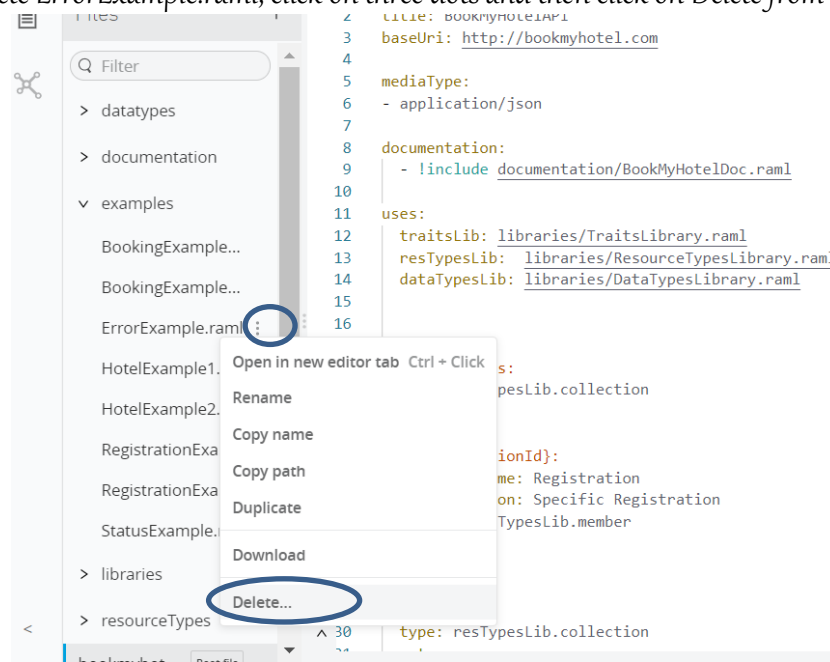 ete ErrorExample.raml, click on three dots and then click on Delete from
Files
Filter
> datatypes
> documentation
v examples
BookingExample...
BookingExample...
ErrorExample.raml
HotelExample1.
HotelExample2.
RegistrationExa
RegistrationExa
StatusExample.
> libraries
> resourceTypes
<
Open in new editor tab Ctrl + Click
Rename
Copy name
Copy path
Duplicate
Download
Delete...
2 title: BookMyHotelAPI
3 baseUri: http://bookmyhotel.com
4
5 mediaType:
6 - application/json
7
8 documentation:
9 - !include documentation/BookMyHotelDoc.raml
10
11 uses:
12 traitsLib: libraries/TraitsLibrary.raml
13 resTypesLib: libraries/ResourceTypesLibrary.raml
14 dataTypesLib: libraries/DataTypesLibrary.raml
15
16
s:
pesLib.collection
ionId}:
me: Registration
on: Specific Registration
TypesLib.member
30 type: resTypesLib.collection